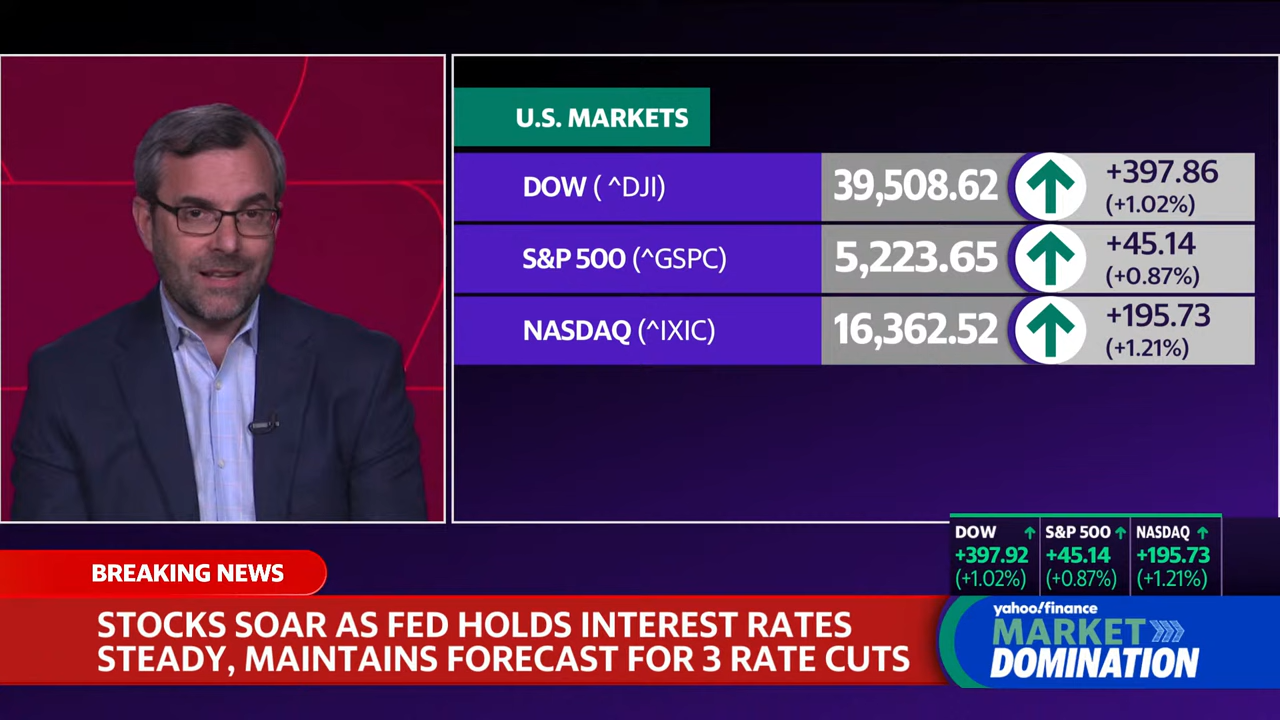 U.S. MARKETS
DOW ( ^DJI) 39,508.62 +397.86
(+1.02%)
S&P 500 (^GSPC) 5,223.65 +45.14
(+0.87%)
NASDAQ (^IXIC) 16,362.52 +195.73
(+1.21%)
DOW S&P 500 NASDAQ
+397.92 +45.14 +195.73
(+1.02%) (+0.87%) (+1.21%)
BREAKING NEWS
STOCKS SOAR AS FED HOLDS INTEREST RATES
STEADY, MAINTAINS FORECAST FOR 3 RATE CUTS
yahoo!finance
MARKET
DOMINATION